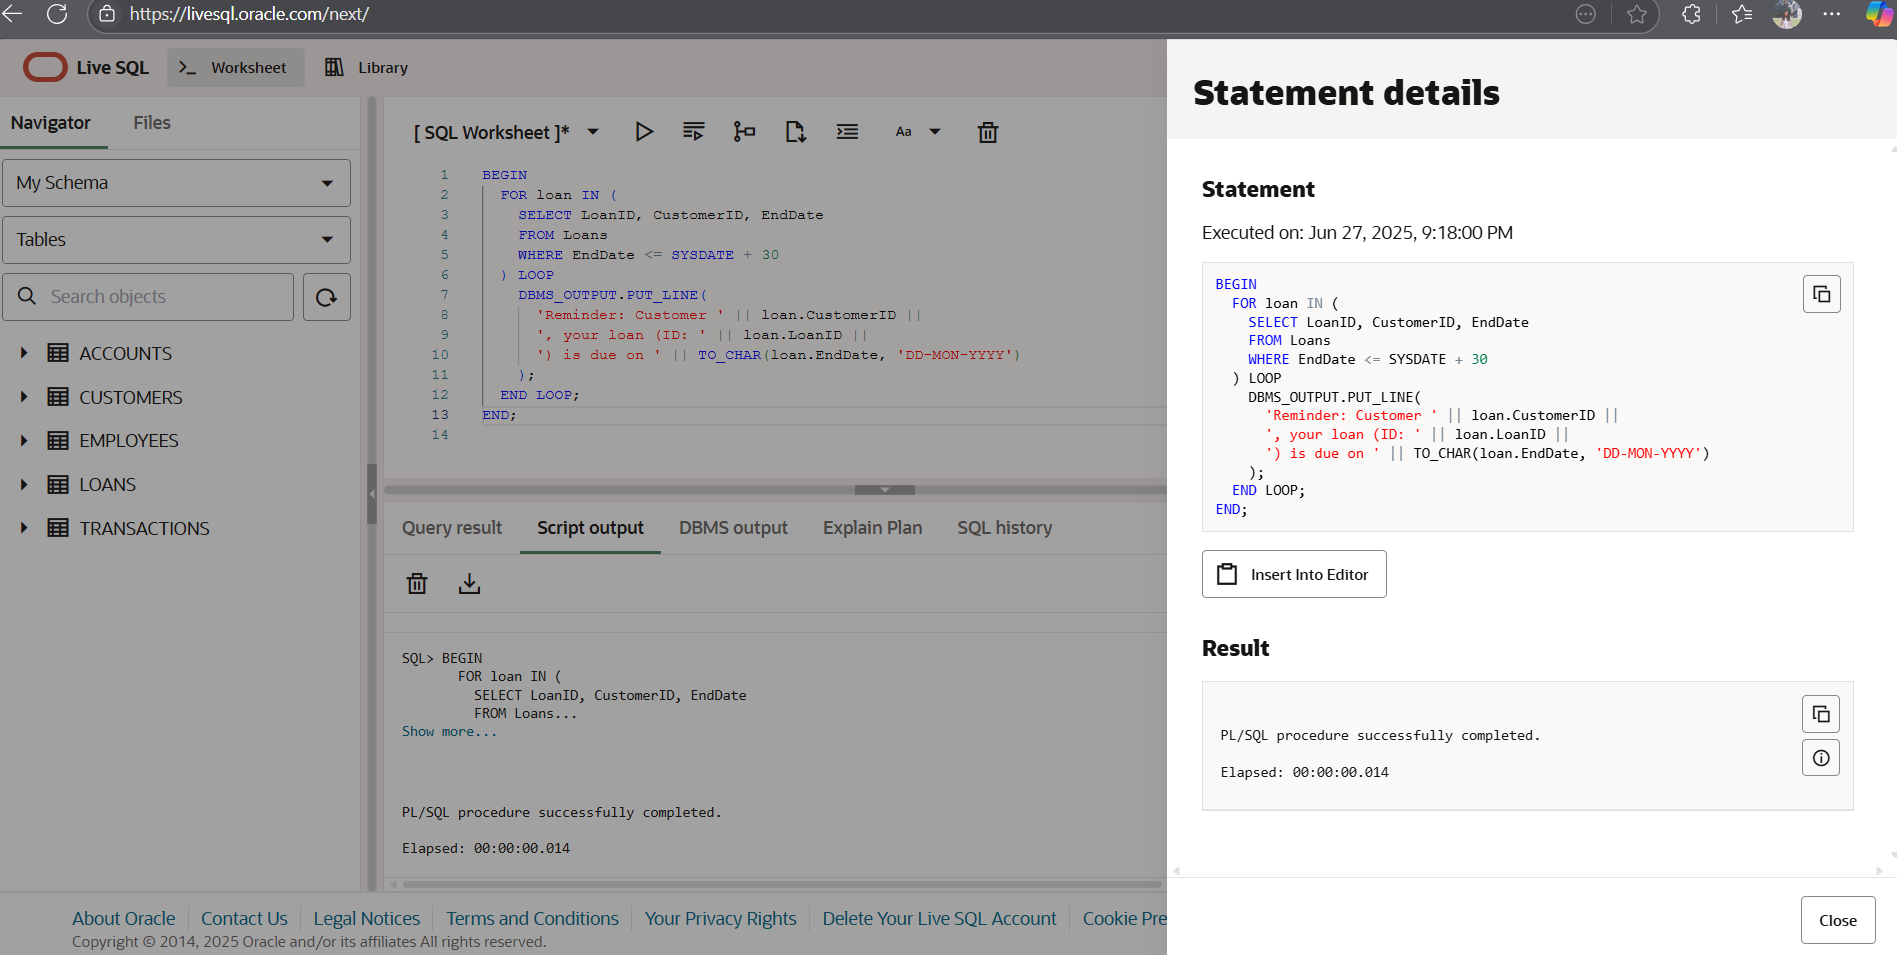 https://livesql.oracle.com/next/
Live SQL
Worksheet
Library
Navigator
Files
My Schema
Tables
Search objects
ACCOUNTS
CUSTOMERS
EMPLOYEES
LOANS
TRANSACTIONS
[ SQL Worksheet ]*
Aa
1 BEGIN
2 FOR loan IN (
3 SELECT LoanID, CustomerID, EndDate
4 FROM Loans
5 WHERE EndDate <= SYSDATE + 30
6 ) LOOP
7 DBMS_OUTPUT.PUT_LINE(
8 'Reminder: Customer ' || loan.CustomerID ||
9 ', your loan (ID: ' || loan.LoanID ||
10 ') is due on ' || TO_CHAR(loan.EndDate, 'DD-MON-YYYY')
11 );
12 END LOOP;
13 END;
14
Query result
Script output
DBMS output
Explain Plan
SQL history
SQL> BEGIN
FOR loan IN (
SELECT LoanID, CustomerID, EndDate
FROM Loans...
Show more...
PL/SQL procedure successfully completed.
Elapsed: 00:00:00.014
About Oracle
Contact Us
Legal Notices
Terms and Conditions
Your Privacy Rights
Delete Your Live SQL Account
Cookie Pre
Copyright © 2014, 2025 Oracle and/or its affiliates All rights reserved.
Statement details
Statement
Executed on: Jun 27, 2025, 9:18:00 PM
BEGIN
FOR loan IN (
SELECT LoanID, CustomerID, EndDate
FROM Loans
WHERE EndDate <= SYSDATE + 30
) LOOP
DBMS_OUTPUT.PUT_LINE(
'Reminder: Customer ' || loan.CustomerID ||
', your loan (ID: ' || loan.LoanID ||
') is due on ' || TO_CHAR(loan.EndDate, 'DD-MON-YYYY')
);
END LOOP;
END;
Insert Into Editor
Result
PL/SQL procedure successfully completed.
Elapsed: 00:00:00.014
Close